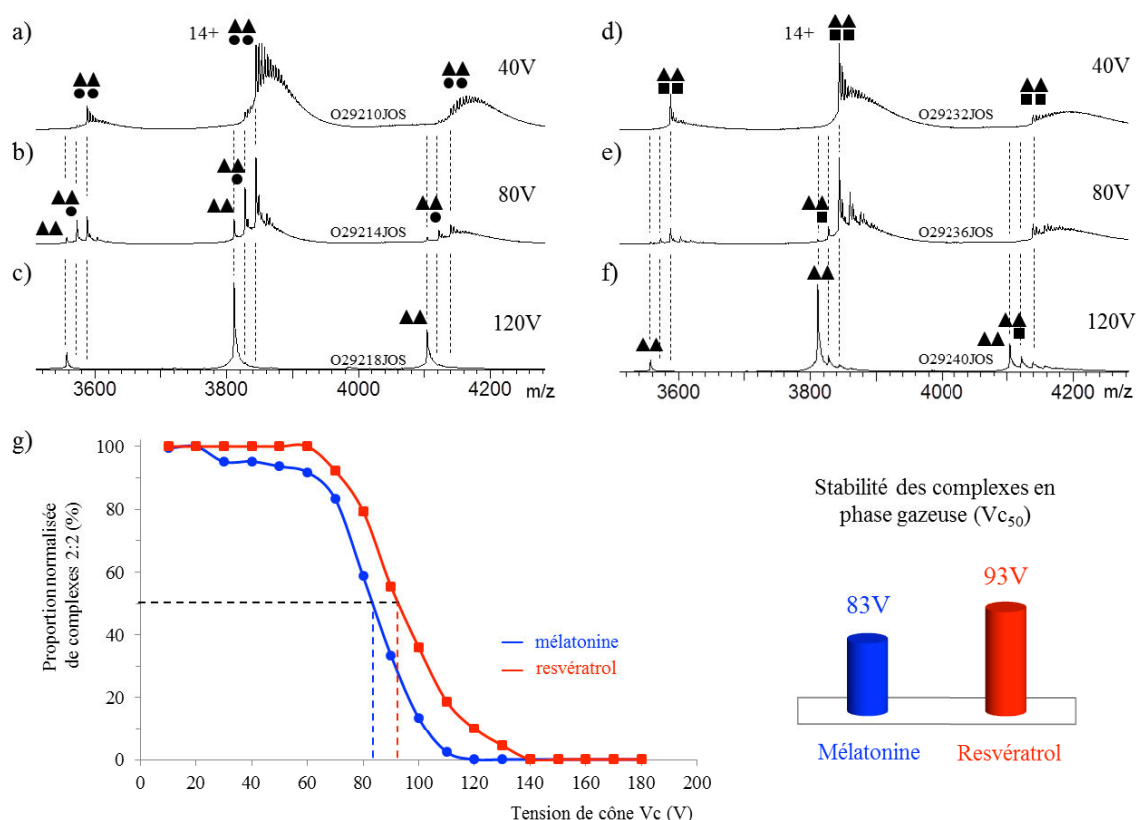 a)
14+
40V
O29210JOS
b)
80V
O29214JOS
c)
120V
O29218JOS
3600
3800
4000
4200
m/z
d)
14+
40V
O29232JOS
e)
80V
O29236JOS
f)
120V
O29240JOS
3600
3800
4000
4200
m/z
g)
Proportion normalisée
de complexes 2:2 (%)
100
80
60
40
20
0
0
20
40
60
80
100
120
140
160
180
200
Tension de cône Vc (V)
mélatonine
resvératrol
Stabilité des complexes en
phase gazeuse (Vc₅₀)
83V
93V
Mélatonine
Resvératrol